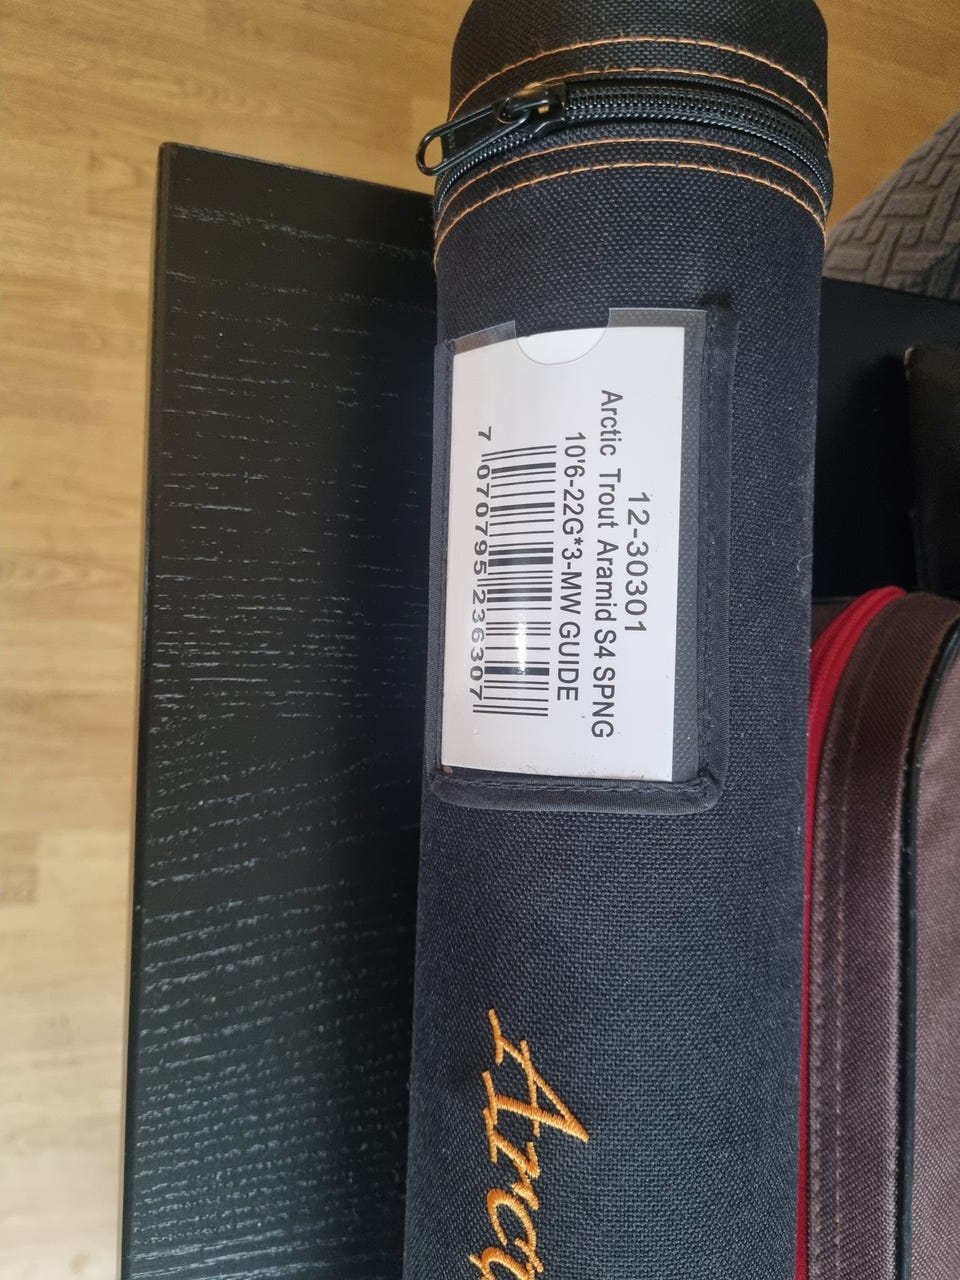 12-30301
Arctic Trout Aramid S4 SPNG
10'6-22G*3-MW GUIDE
7 070795 236307